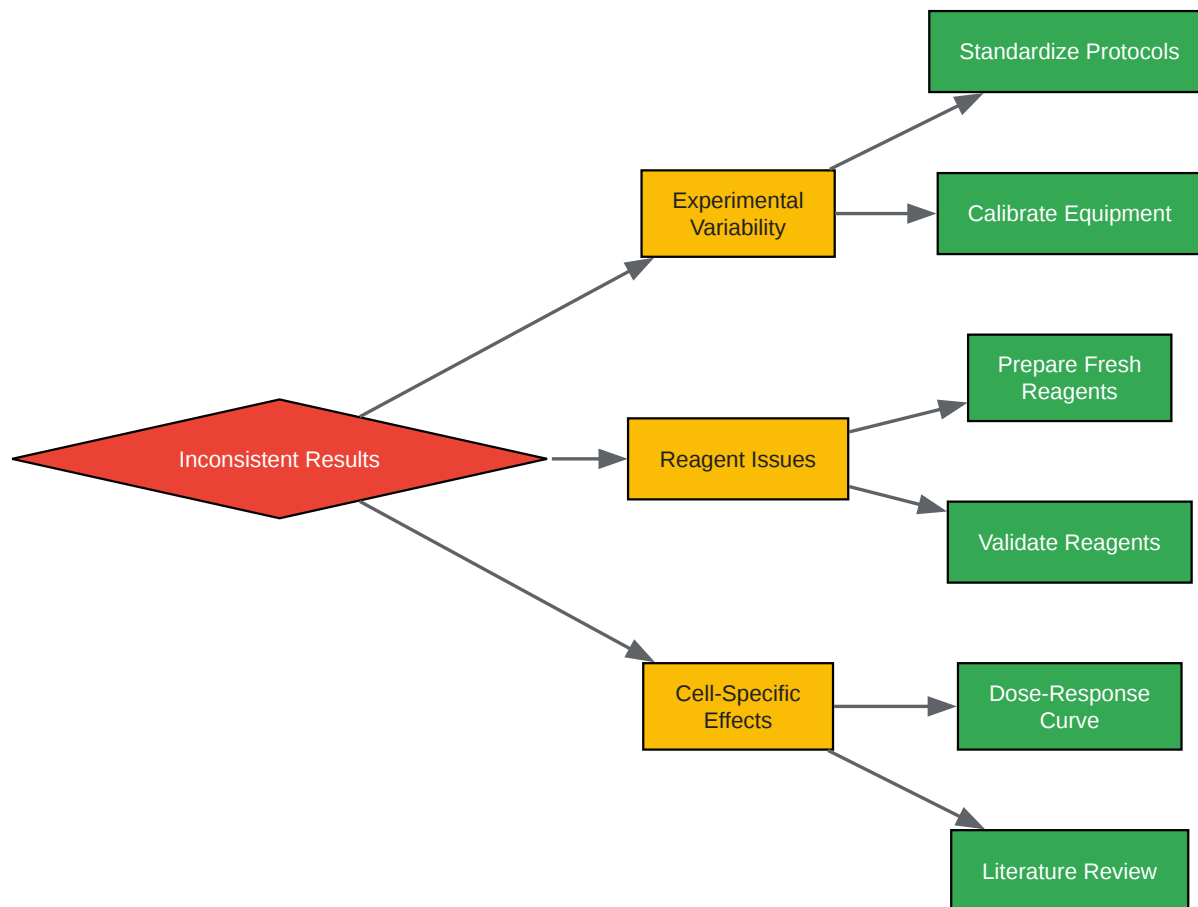 Standardize Protocols
Experimental
Variability
Calibrate Equipment
Prepare Fresh
Reagents
Inconsistent Results
Reagent Issues
Validate Reagents
Cell-Specific
Effects
Dose-Response
Curve
Literature Review